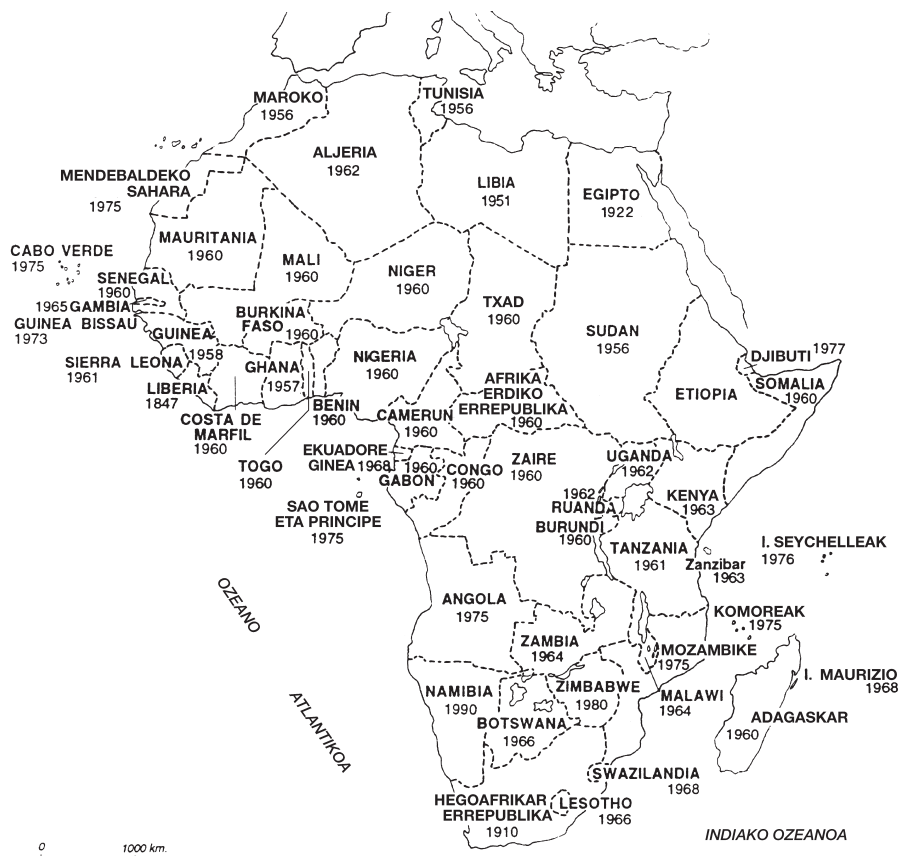 MAROKO
1956
TUNISIA
1956
ALJERIA
1962
LIBIA
1951
EGIPTO
1922
MENDEBALDEKO
SAHARA
1975
MAURITANIA
1960
MALI
1960
NIGER
1960
TXAD
1960
SUDAN
1956
CABO VERDE
1975
SENEGAL
1960
1965 GAMBIA
GUINEA BISSAU
1973
GUINEA
1958
BURKINA
FASO 1960
SIERRA LEONA
1961
LIBERIA
1847
COSTA DE
MARFIL
1960
GHANA
1957
TOGO
1960
BENIN
1960
NIGERIA
1960
CAMERUN
1960
AFRIKA
ERDIKO
ERREPUBLIKA
1960
ETIOPIA
DJIBUTI 1977
SOMALIA
1960
EKUADORE
GINEA 1968
1960
GABON
CONGO
1960
ZAIRE
1960
UGANDA
1962
KENYA
1963
1962
RUANDA
BURUNDI
1960
SAO TOME
ETA PRINCIPE
1975
TANZANIA
1961
Zanzibar
1963
I. SEYCHELLEAK
1976
OZEANO
ATLANTIKOA
ANGOLA
1975
ZAMBIA
1964
KOMOREAK
1975
MOZAMBIKE
1975
MALAWI
1964
I. MAURIZIO
1968
ADAGASKAR
1960
NAMIBIA
1990
ZIMBABWE
1980
BOTSWANA
1966
SWAZILANDIA
1968
HEGOAFRIKAR
ERREPUBLIKA
1910
LESOTHO
1966
INDIAKO OZEANOA
0 1000 km.